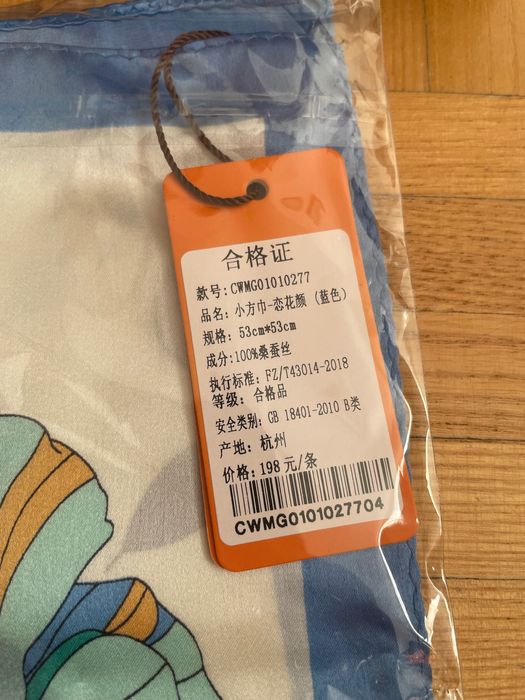 合格证
款号: CWMG01010277
品名: 小方巾-恋花颜 (蓝色)
规格: 53cm*53cm
成分:100%桑蚕丝
执行标准: FZ/T43014-2018
等级: 合格品
安全类别: GB 18401-2010 B类
产地: 杭州
价格: 198 元/条
CWMG0101027704